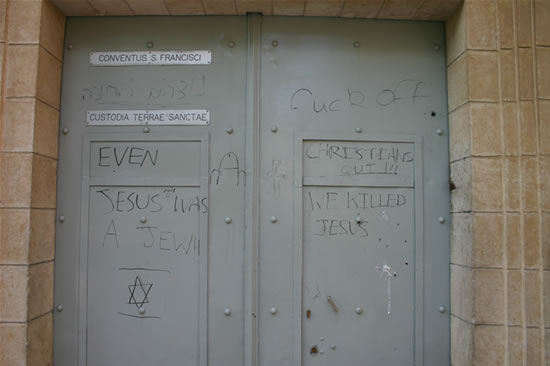 CONVENTUS S. FRANCISCI
CUSTODIA TERRAE SANCTAE
EVEN
JESUS WAS
A JEW!!
Fuck off
CHRISTIANS
OUT!!!
WE KILLED
JESUS